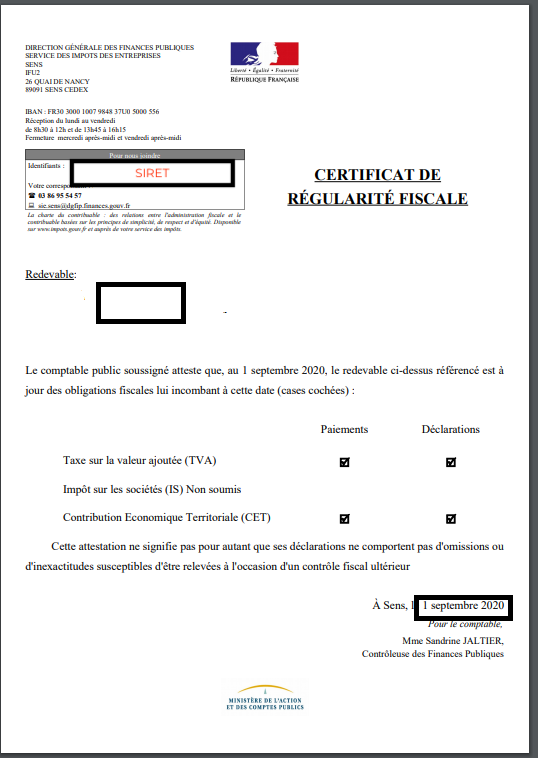 DIRECTION GÉNÉRALE DES FINANCES PUBLIQUES
SERVICE DES IMPOTS DES ENTREPRISES
SENS
IFU2
26 QUAI DE NANCY
89091 SENS CEDEX
Liberté • Égalité • Fraternité
RÉPUBLIQUE FRANÇAISE
IBAN : FR30 3000 1007 9848 37U0 5000 556
Réception du lundi au vendredi
de 8h30 à 12h et de 13h45 à 16h15
Fermeture mercredi après-midi et vendredi après-midi
Pour nous joindre
Identifiants :
SIRET
Votre correspondant :
03 86 95 54 57
sie.sens@dgfip.finances.gouv.fr
La charte du contribuable : des relations entre l'administration fiscale et le
contribuable basées sur les principes de simplicité, de respect et d'équité. Disponible
sur www.impots.gouv.fr et auprès de votre service des impôts.
CERTIFICAT DE
RÉGULARITÉ FISCALE
Redevable:
Le comptable public soussigné atteste que, au 1 septembre 2020, le redevable ci-dessus référencé est à
jour des obligations fiscales lui incombant à cette date (cases cochées) :
Paiements Déclarations
Taxe sur la valeur ajoutée (TVA)
Impôt sur les sociétés (IS) Non soumis
Contribution Economique Territoriale (CET)
Cette attestation ne signifie pas pour autant que ses déclarations ne comportent pas d'omissions ou
d'inexactitudes susceptibles d'être relevées à l'occasion d'un contrôle fiscal ultérieur
À Sens, 1 septembre 2020
Pour le comptable,
Mme Sandrine JALTIER,
Contrôleuse des Finances Publiques
MINISTÈRE DE L'ACTION
ET DES COMPTES PUBLICS